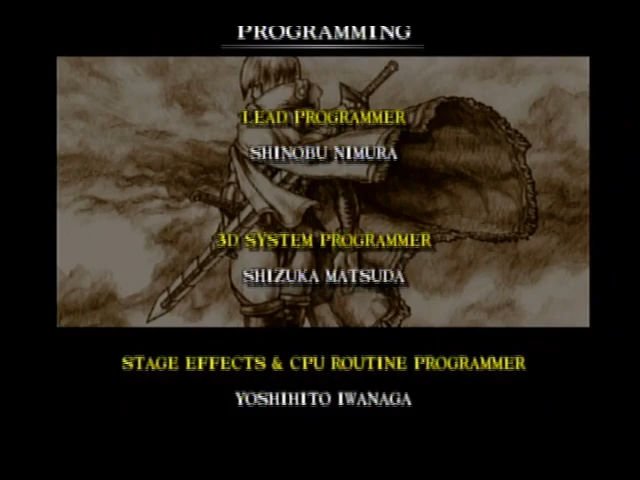 PROGRAMMING
LEAD PROGRAMMER
SHINOBU NIMURA
3D SYSTEM PROGRAMMER
SHIZUKA MATSUDA
STAGE EFFECTS & CPU ROUTINE PROGRAMMER
YOSHIHITO IWANAGA